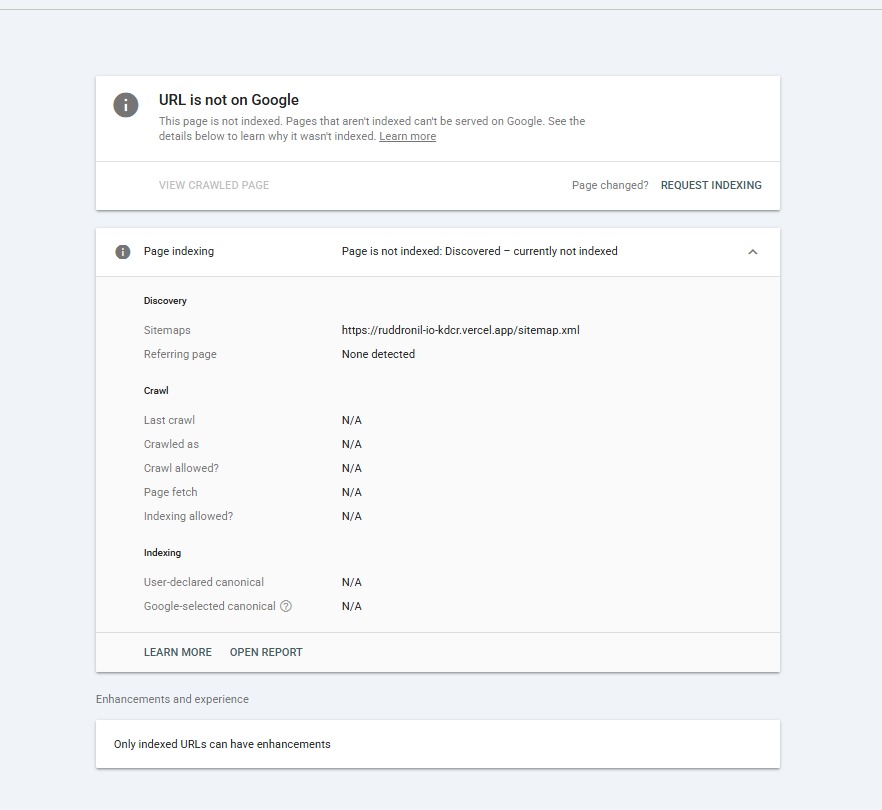 URL is not on Google
This page is not indexed. Pages that aren't indexed can't be served on Google. See the
details below to learn why it wasn't indexed. Learn more
VIEW CRAWLED PAGE Page changed? REQUEST INDEXING
Page indexing Page is not indexed: Discovered – currently not indexed
Discovery
Sitemaps https://ruddronil-io-kdcr.vercel.app/sitemap.xml
Referring page None detected
Crawl
Last crawl N/A
Crawled as N/A
Crawl allowed? N/A
Page fetch N/A
Indexing allowed? N/A
Indexing
User-declared canonical N/A
Google-selected canonical N/A
LEARN MORE OPEN REPORT
Enhancements and experience
Only indexed URLs can have enhancements